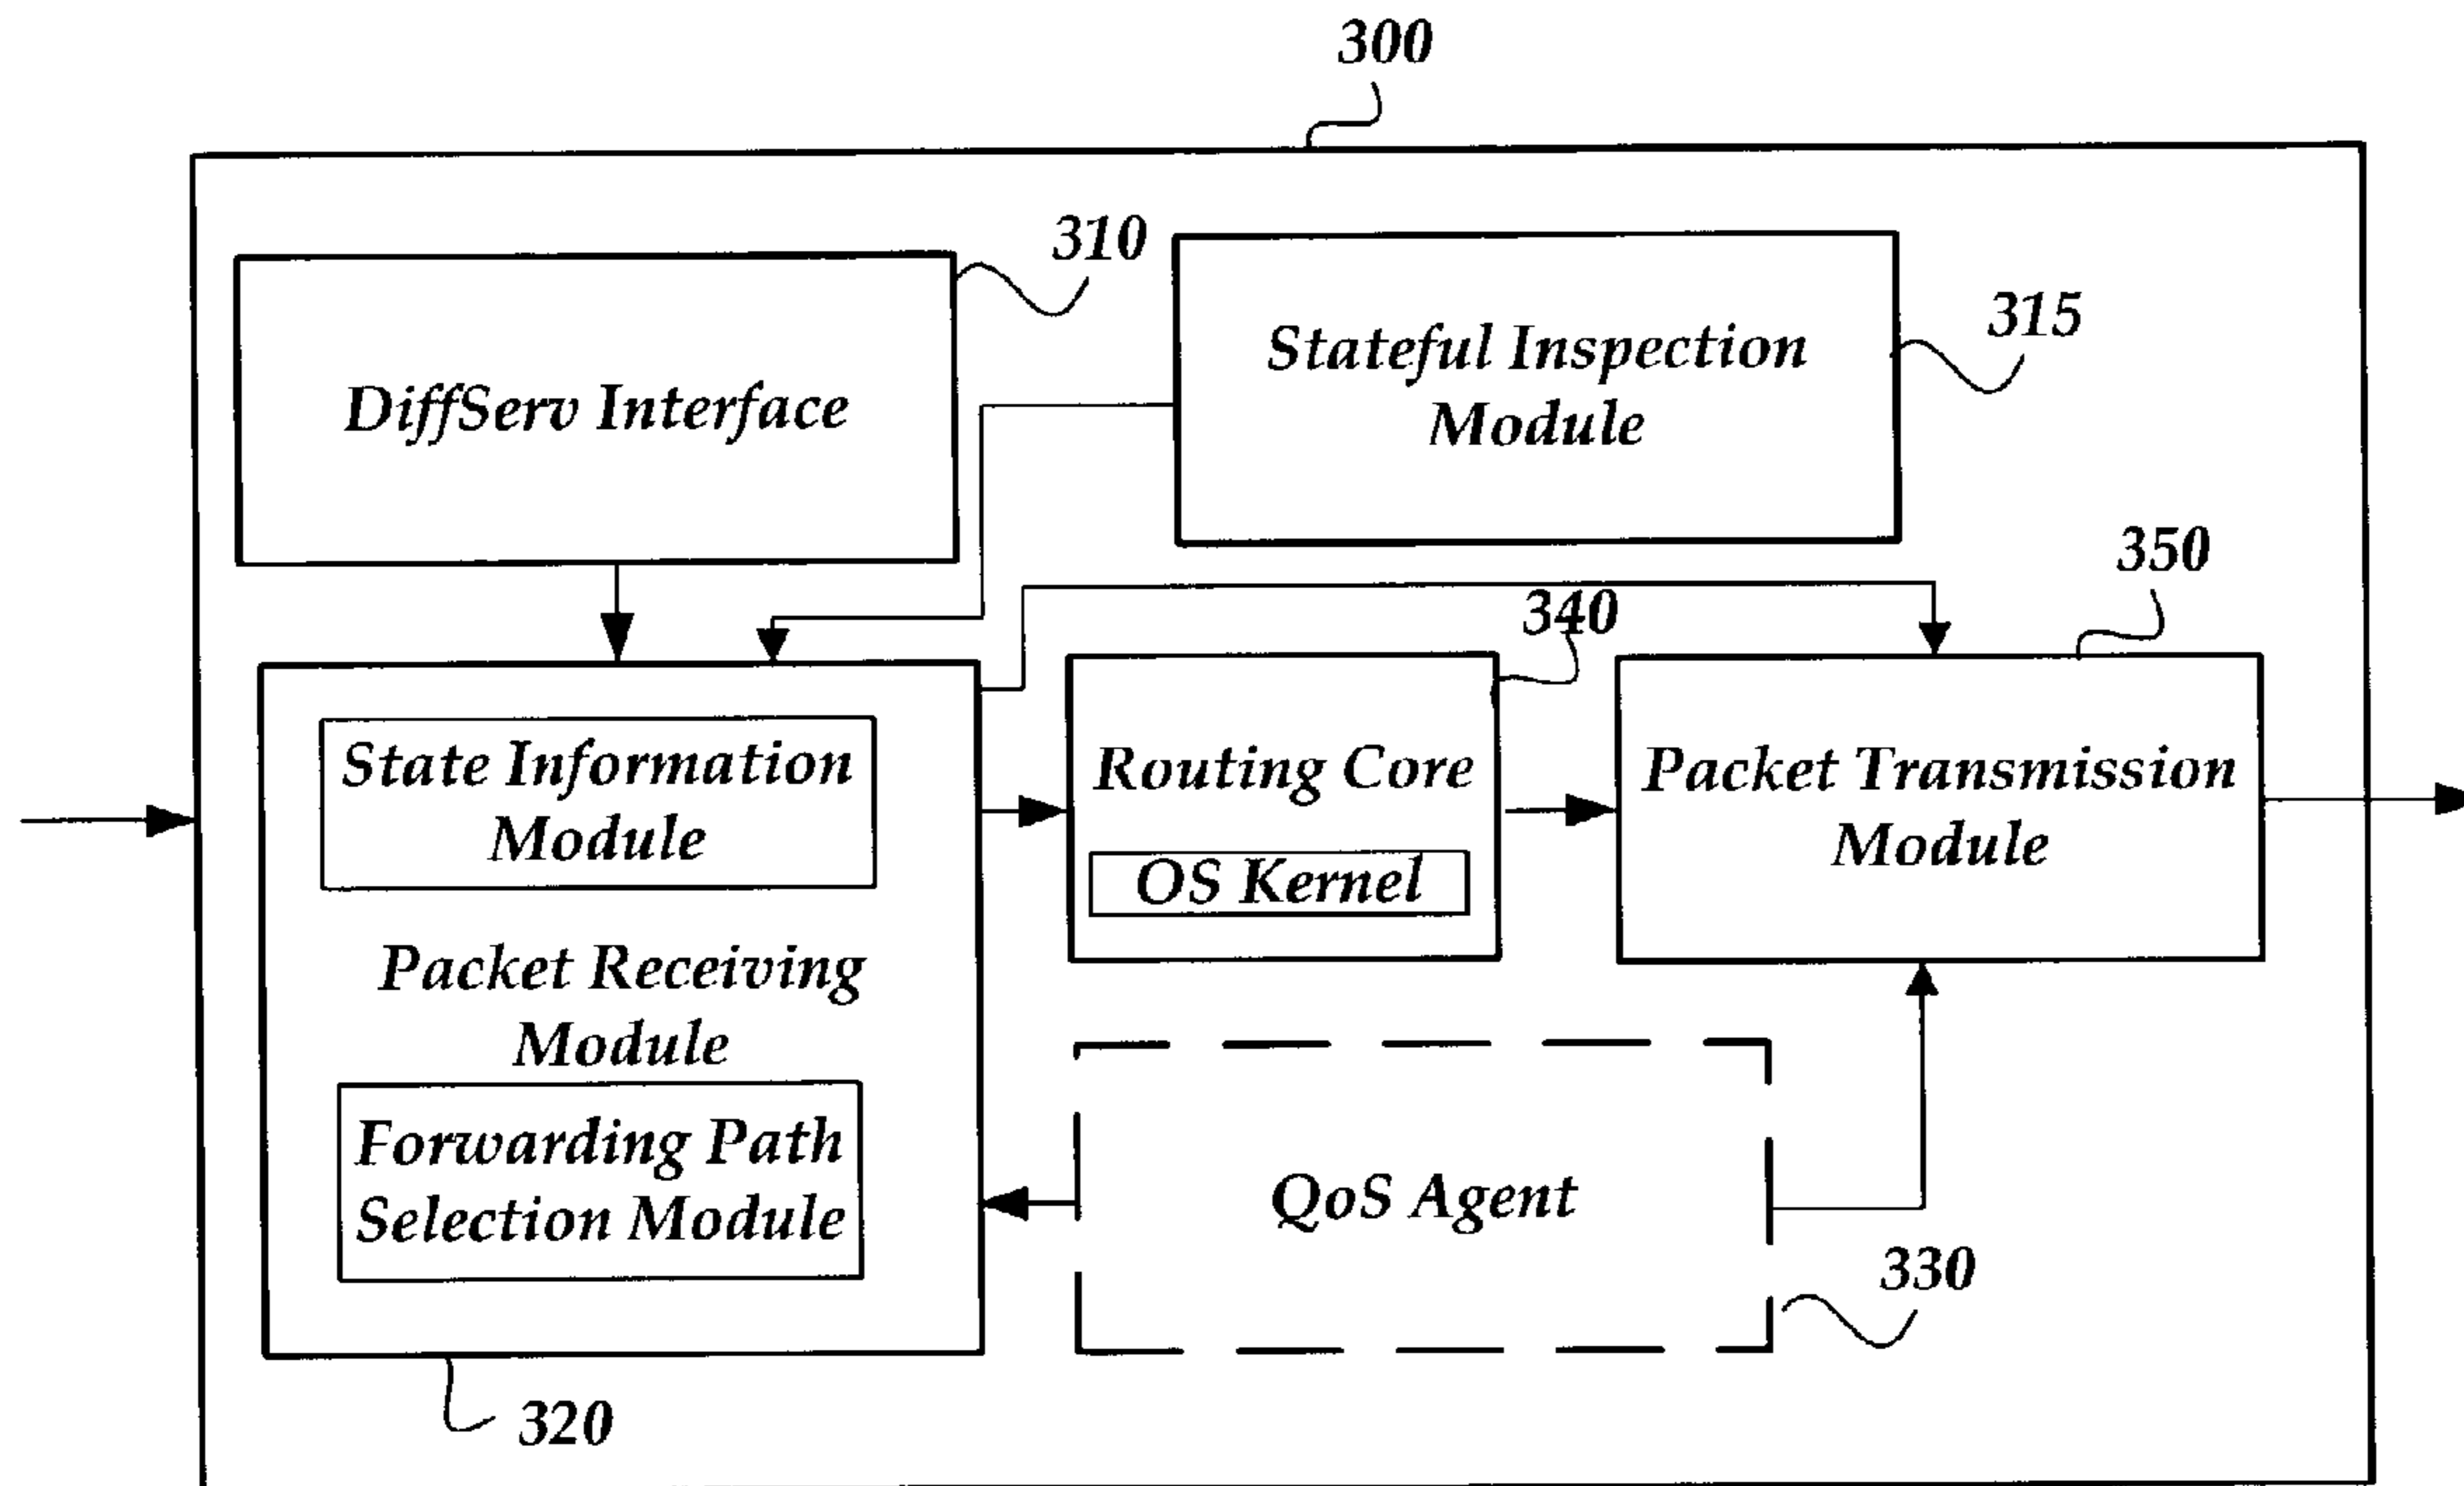 300
310
315
DiffServ Interface
Stateful Inspection
Module
350
340
State Information
Module
Packet Receiving
Module
Forwarding Path
Selection Module
320
Routing Core
OS Kernel
Packet Transmission
Module
QoS Agent
330